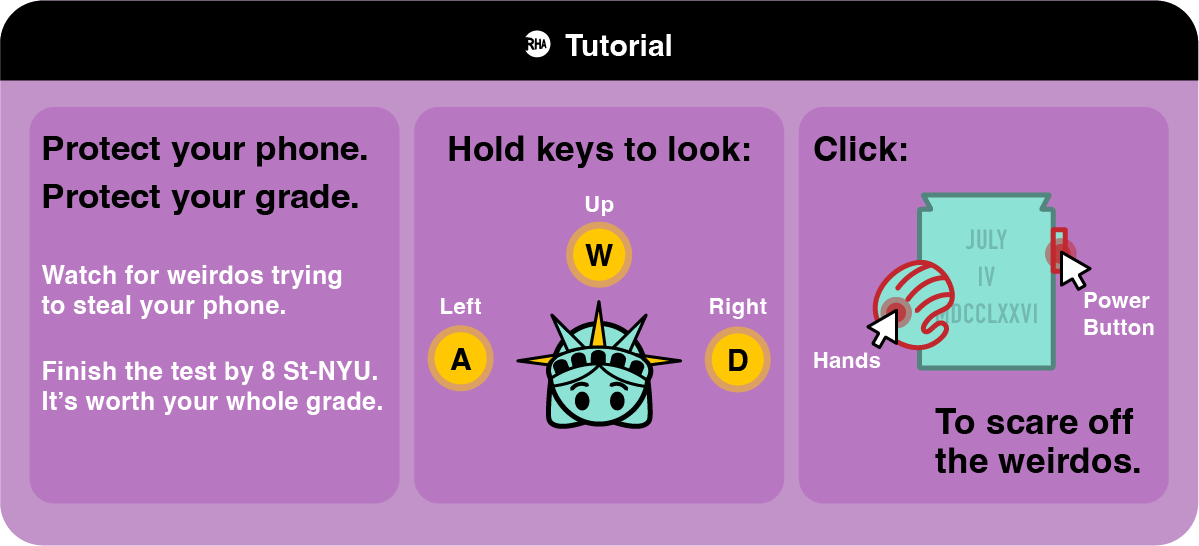 RHA Tutorial
Protect your phone.
Protect your grade.
Watch for weirdos trying
to steal your phone.
Finish the test by 8 St-NYU.
It's worth your whole grade.
Hold keys to look:
Up
W
Left
A
Right
D
Click:
JULY
IV
MDCCLXXVI
Hands
Power
Button
To scare off
the weirdos.